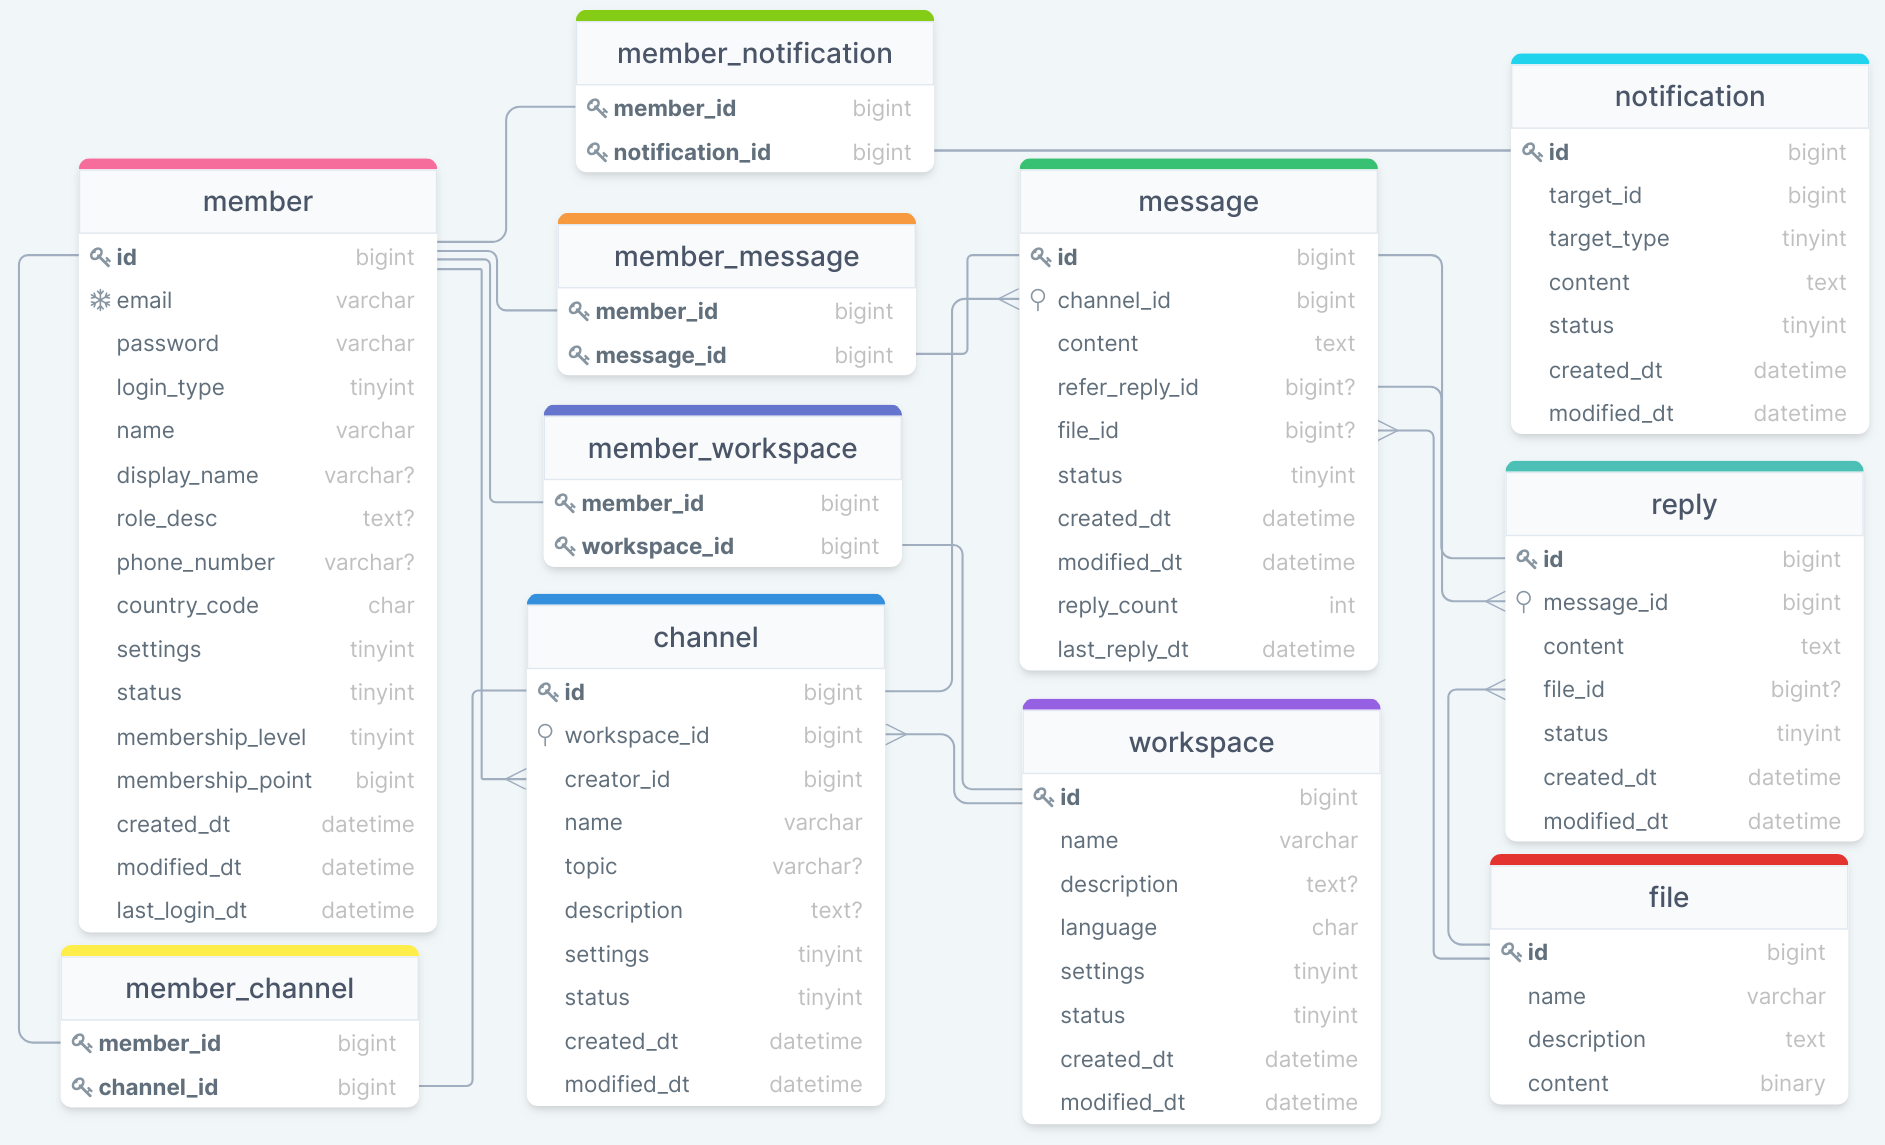 member_notification
member_id bigint
notification_id bigint
notification
id bigint
target_id bigint
target_type tinyint
content text
status tinyint
created_dt datetime
modified_dt datetime
member
id bigint
email varchar
password varchar
login_type tinyint
name varchar
display_name varchar?
role_desc text?
phone_number varchar?
country_code char
settings tinyint
status tinyint
membership_level tinyint
membership_point bigint
created_dt datetime
modified_dt datetime
last_login_dt datetime
member_message
member_id bigint
message_id bigint
message
id bigint
channel_id bigint
content text
refer_reply_id bigint?
file_id bigint?
status tinyint
created_dt datetime
modified_dt datetime
reply_count int
last_reply_dt datetime
member_workspace
member_id bigint
workspace_id bigint
reply
id bigint
message_id bigint
content text
file_id bigint?
status tinyint
created_dt datetime
modified_dt datetime
channel
id bigint
workspace_id bigint
creator_id bigint
name varchar
topic varchar?
description text?
settings tinyint
status tinyint
created_dt datetime
modified_dt datetime
workspace
id bigint
name varchar
description text?
language char
settings tinyint
status tinyint
created_dt datetime
modified_dt datetime
file
id bigint
name varchar
description text
content binary
member_channel
member_id bigint
channel_id bigint